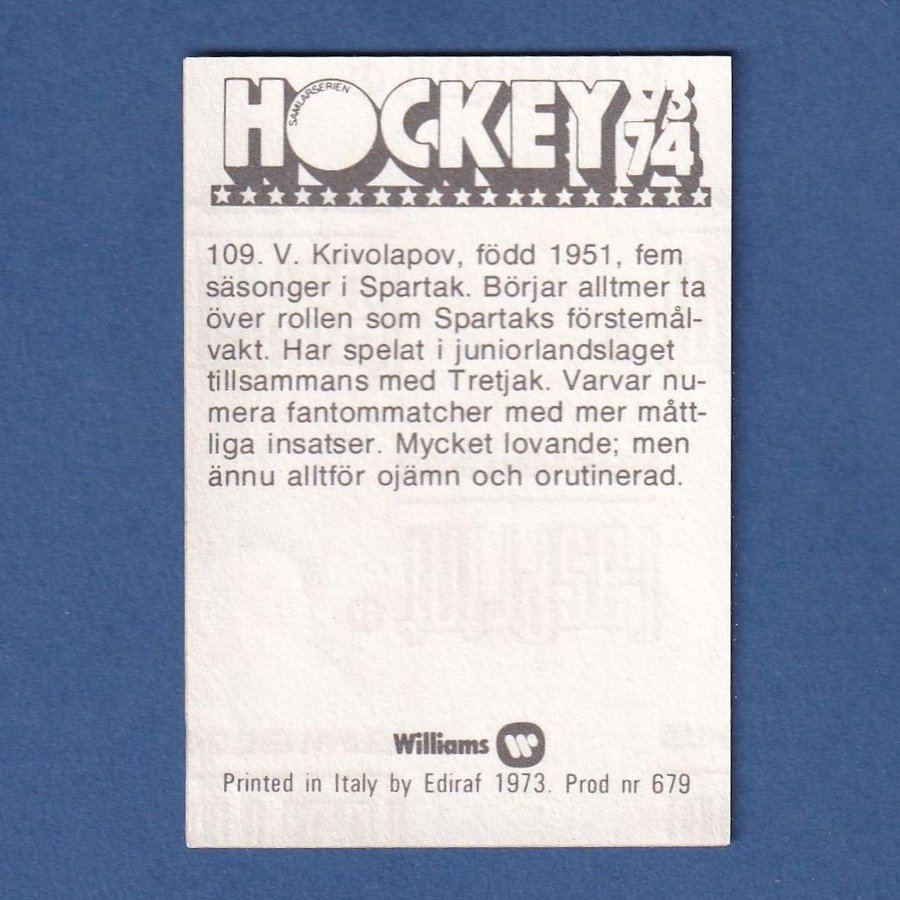 HOCKEY 73
SAMLARSERIEN
74
109. V. Krivolapov, född 1951, fem
säsonger i Spartak. Börjar alltmer ta
över rollen som Spartaks förstemål-
vakt. Har spelat i juniorlandslaget
tillsammans med Tretjak. Varvar nu-
mera fantommatcher med mer mått-
liga insatser. Mycket lovande; men
ännu alltför ojämn och orutinerad.
Williams W
Printed in Italy by Ediraf 1973. Prod nr 679